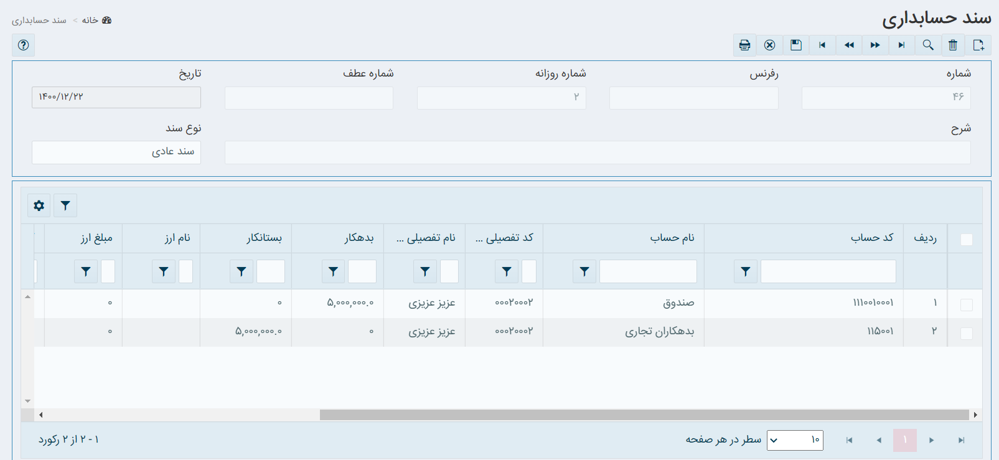 سند حسابداری
خانه > سند حسابداری
شماره
رفرنس
شماره روزانه
شماره عطف
تاریخ
۴۶
۲
۱۴۰۰/۱۲/۲۲
شرح
نوع سند
سند عادی
ردیف کد حساب نام حساب کد تفصیلی ... نام تفصیلی ... بدهکار بستانکار نام ارز مبلغ ارز
۱ ۱۱۱۰۰۱۰۰۰۱ صندوق ۰۰۰۲۰۰۰۲ عزیز عزیزی ۵,۰۰۰,۰۰۰.۰ ۰ ۰
۲ ۱۱۵۰۰۱ بدهکاران تجاری ۰۰۰۲۰۰۰۲ عزیز عزیزی ۰ ۵,۰۰۰,۰۰۰.۰ ۰
۱
۱۰ سطر در هر صفحه
۱ - ۲ از ۲ رکورد